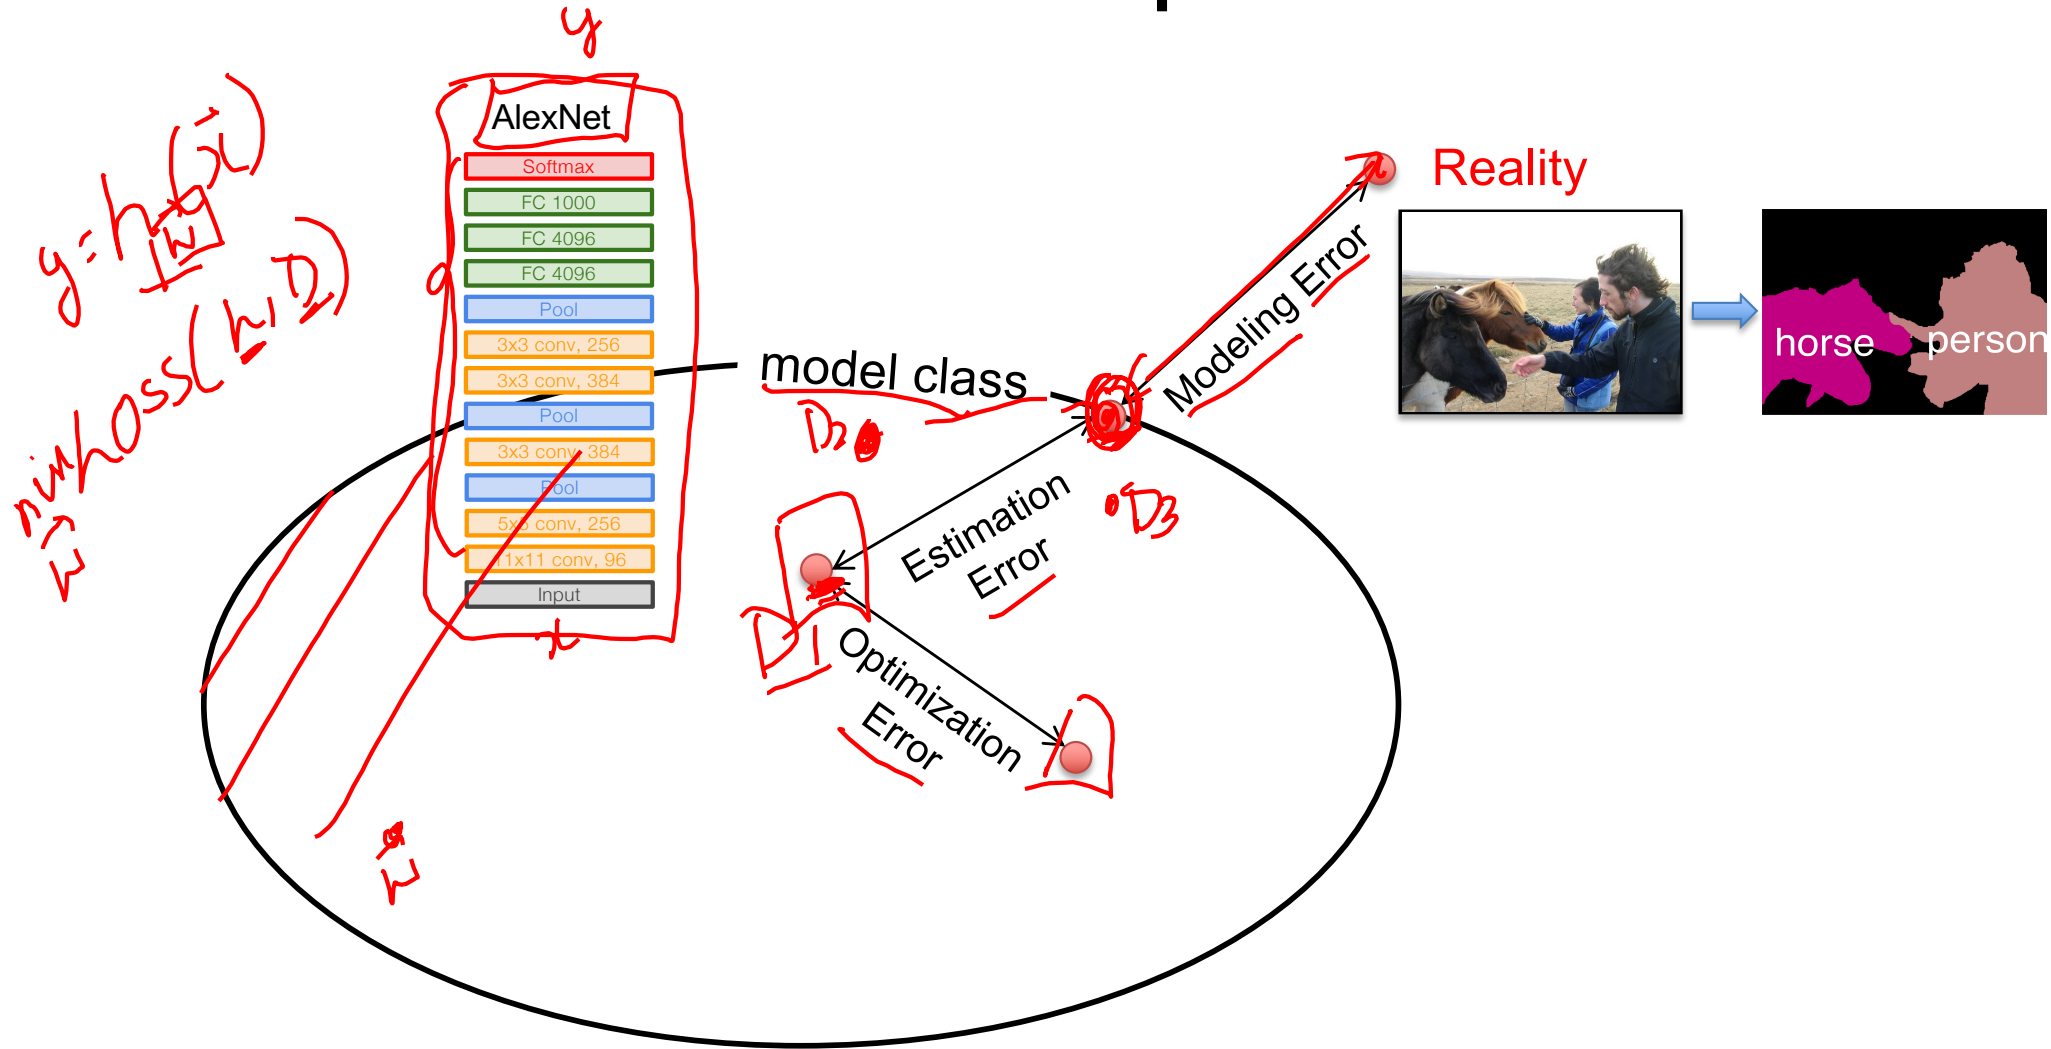 y
AlexNet
Softmax
FC 1000
FC 4096
FC 4096
Pool
3x3 conv, 256
3x3 conv, 384
Pool
3x3 conv, 384
Pool
5x5 conv, 256
11x11 conv, 96
Input
x
y = h w (x)
min Loss(h, D)
w
model class
D2
D3
D1
Reality
Modeling Error
horse
person
Estimation
Error
Optimization
Error
w